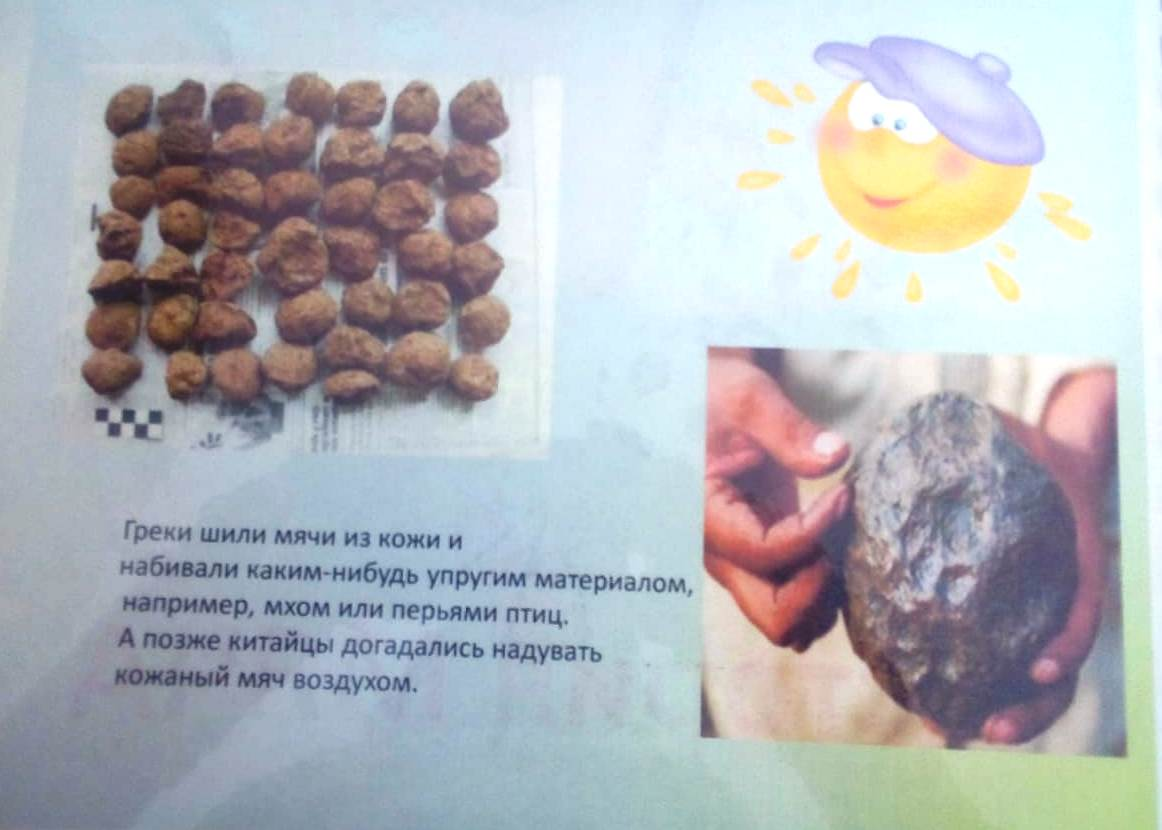 Греки шили мячи из кожи и
набивали каким-нибудь упругим материалом,
например, мхом или перьями птиц.
А позже китайцы догадались надувать
кожаный мяч воздухом.